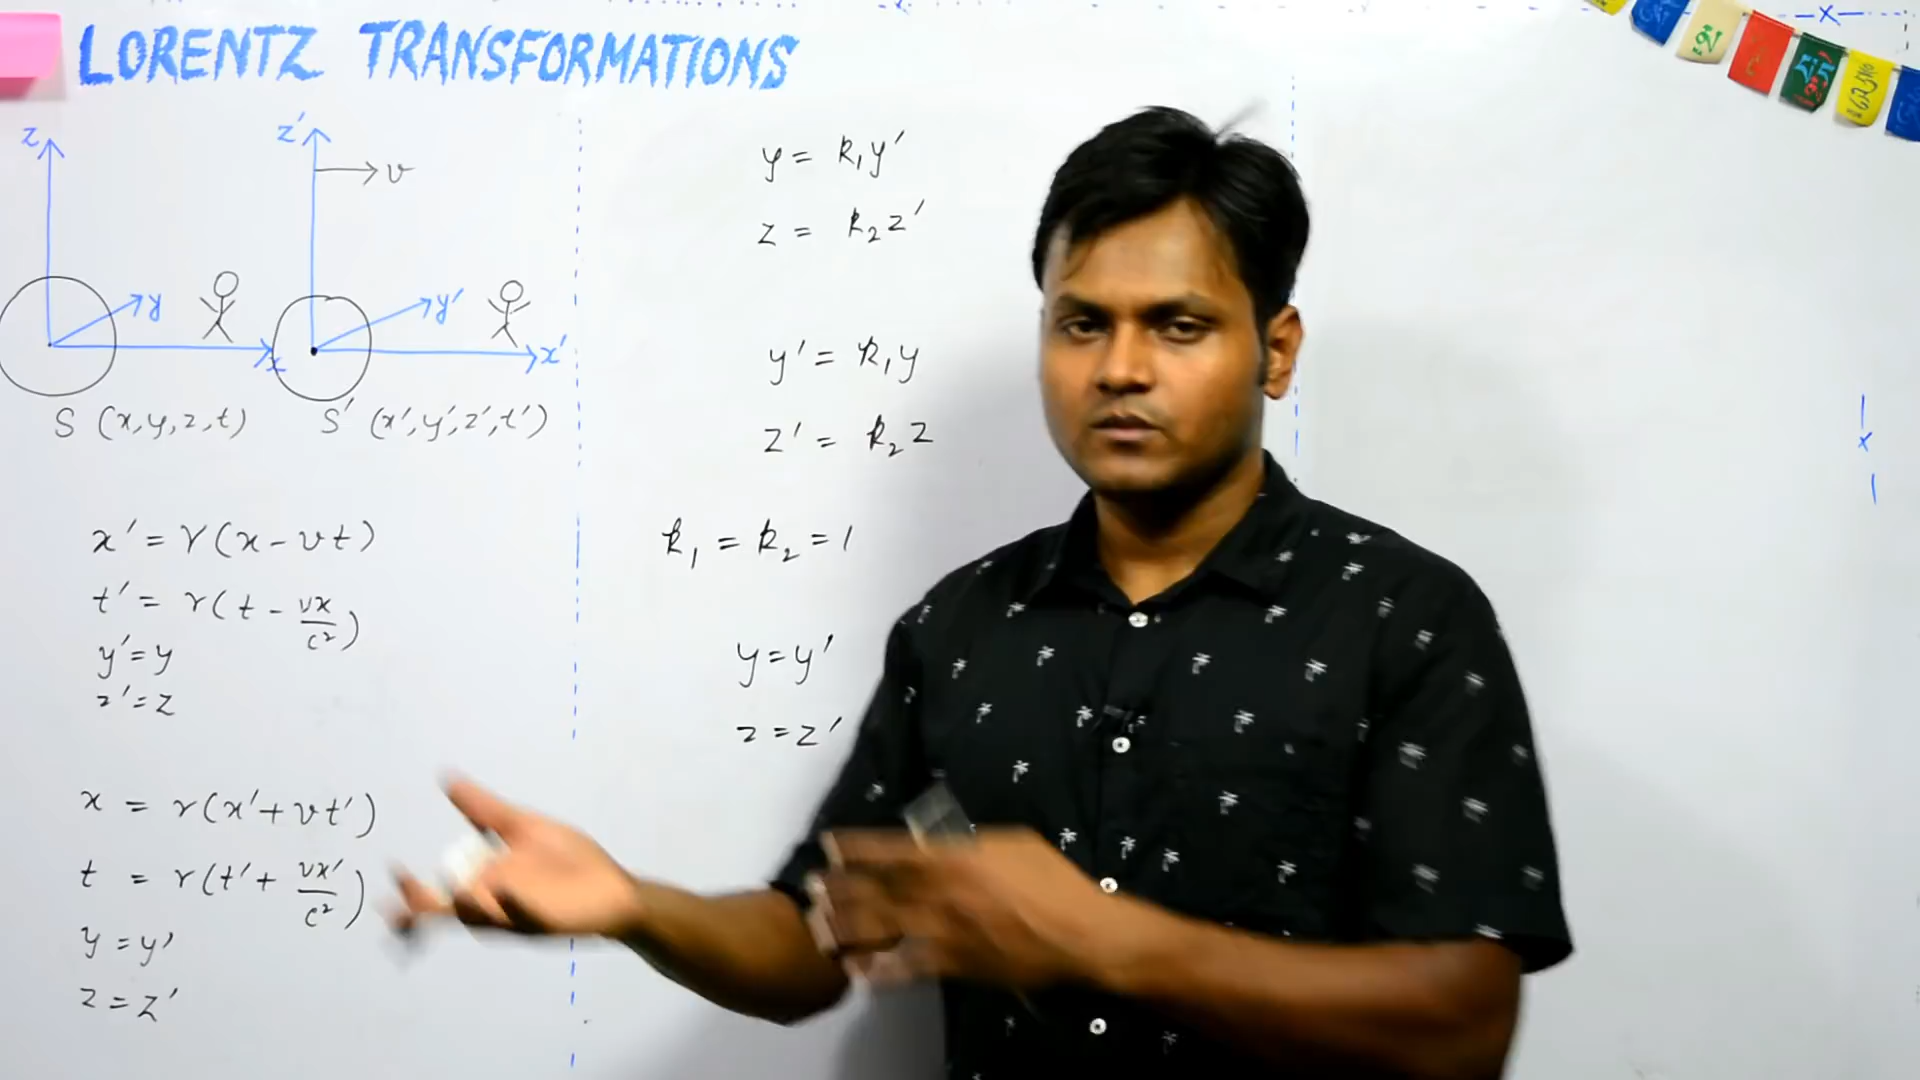 LORENTZ TRANSFORMATIONS
z
z'
v
y
y'
x
x'
S (x,y,z,t)
S' (x',y',z',t')
x' = γ(x - vt)
t' = γ(t - vx/c²)
y' = y
z' = z
x = γ(x' + vt')
t = γ(t' + vx'/c²)
y = y'
z = z'
y = k₁y'
z = k₂z'
y' = k₁y
z' = k₂z
k₁ = k₂ = 1
y = y'
z = z'
x
x